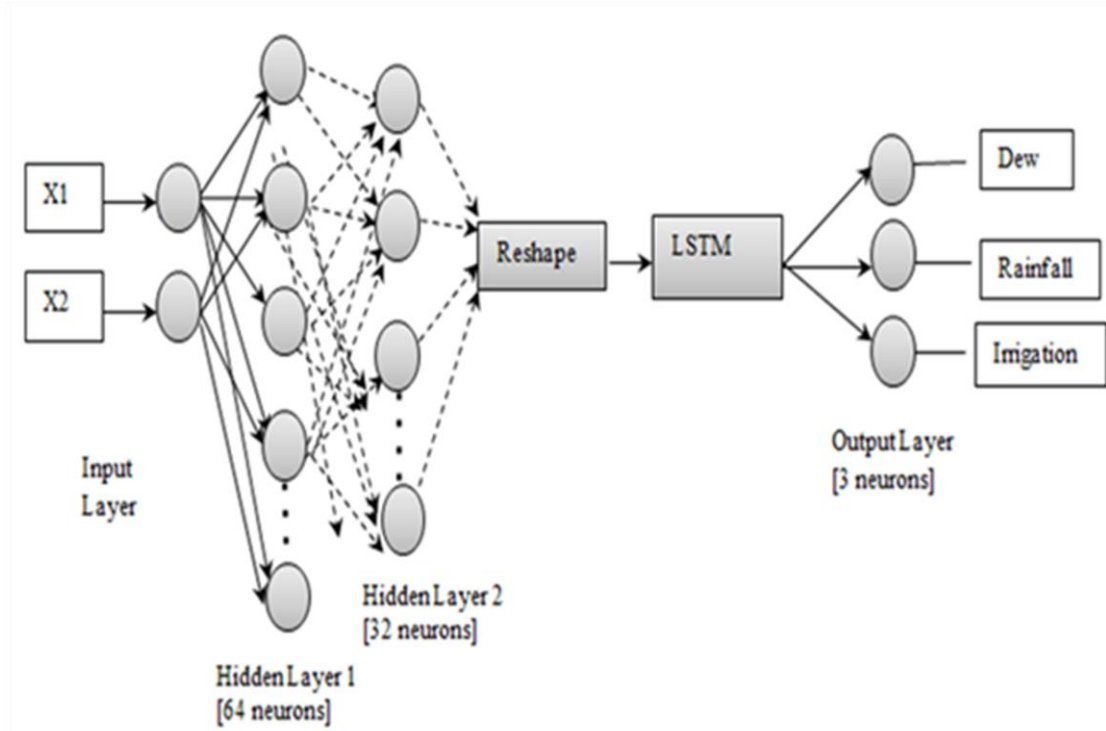 X1
X2
Input
Layer
Hidden Layer 1
[64 neurons]
Hidden Layer 2
[32 neurons]
Reshape
LSTM
Output Layer
[3 neurons]
Dew
Rainfall
Irrigation